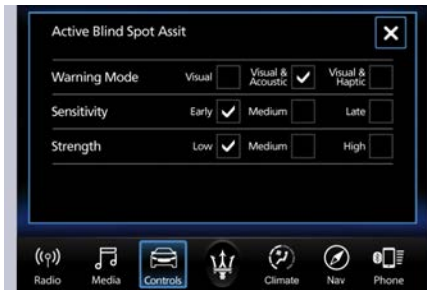 Active Blind Spot Assit
Warning Mode Visual Visual & Acoustic Visual & Haptic
Sensitivity Early Medium Late
Strength Low Medium High
Radio Media Controls Climate Nav Phone